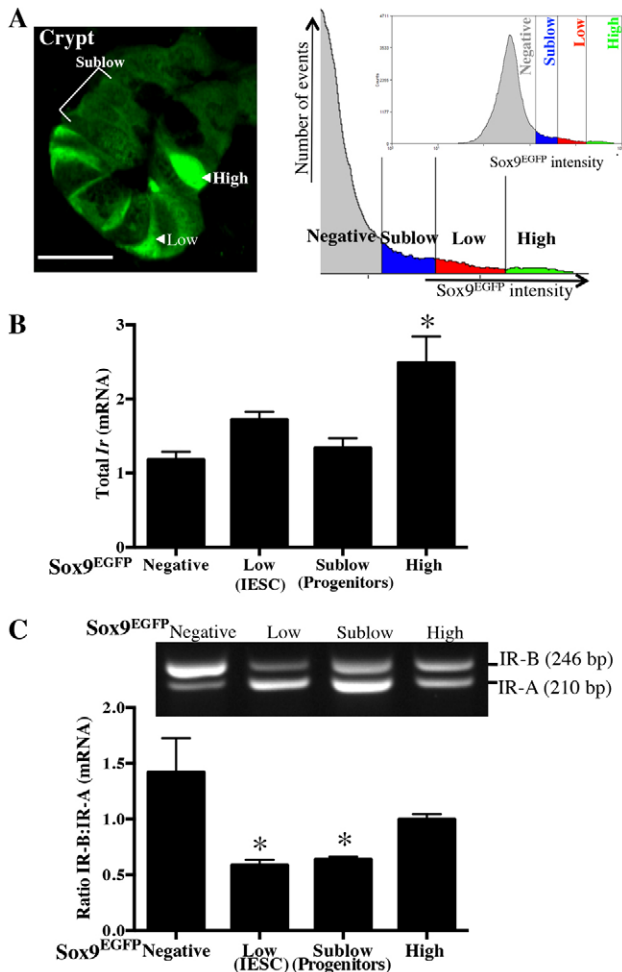 A
Crypt
Sublow
High
Low
Number of events
Negative
Sublow
Low
High
Sox9EGFP intensity
Negative
Sublow
Low
High
Sox9EGFP intensity
B
Total Ir (mRNA)
3
2
1
0
*
Sox9EGFP
Negative
Low
(IESC)
Sublow
(Progenitors)
High
C
Sox9EGFP
Negative
Low
Sublow
High
IR-B (246 bp)
IR-A (210 bp)
Ratio IR-B:IR-A (mRNA)
2.0
1.5
1.0
0.5
0.0
*
*
Sox9EGFP
Negative
Low
(IESC)
Sublow
(Progenitors)
High